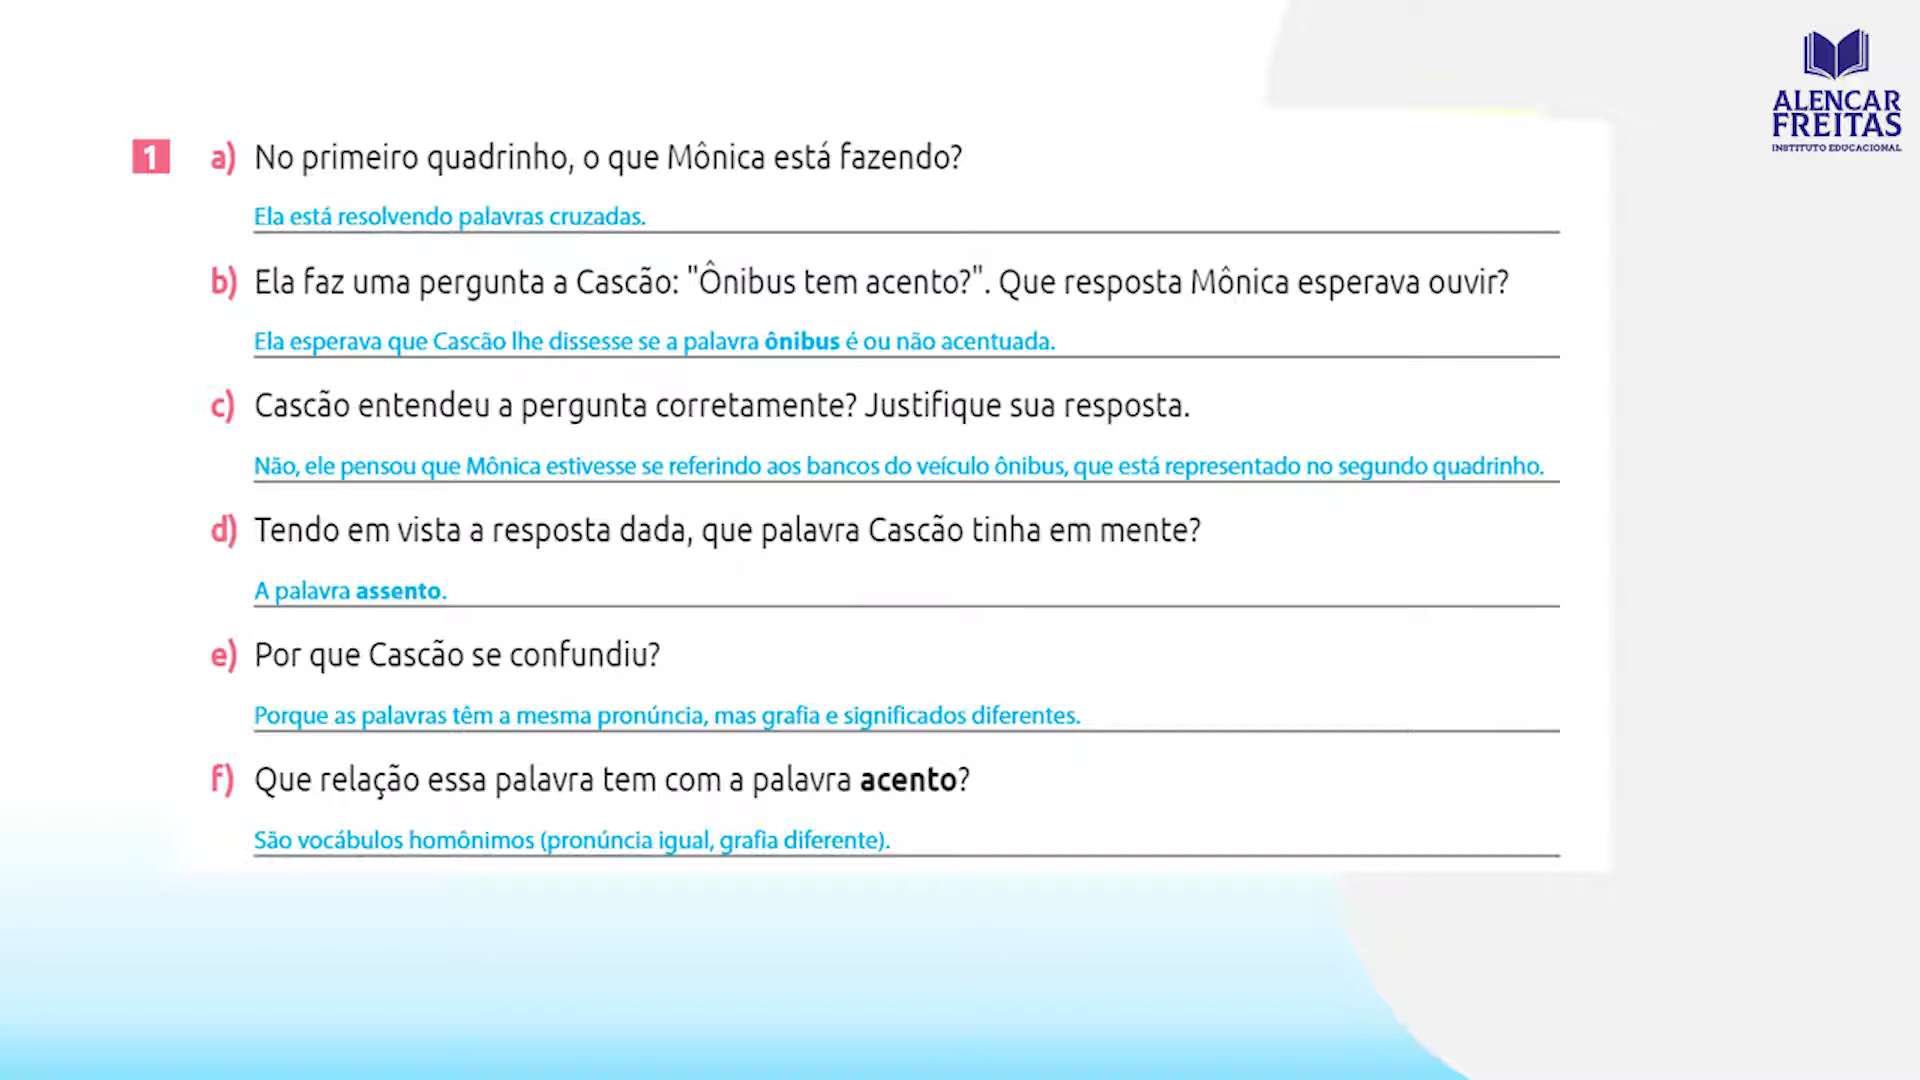 ALENCAR
FREITAS
INSTITUTO EDUCACIONAL
1 a) No primeiro quadrinho, o que Mônica está fazendo?
Ela está resolvendo palavras cruzadas.
b) Ela faz uma pergunta a Cascão: "Ônibus tem acento?". Que resposta Mônica esperava ouvir?
Ela esperava que Cascão lhe dissesse se a palavra ônibus é ou não acentuada.
c) Cascão entendeu a pergunta corretamente? Justifique sua resposta.
Não, ele pensou que Mônica estivesse se referindo aos bancos do veículo ônibus, que está representado no segundo quadrinho.
d) Tendo em vista a resposta dada, que palavra Cascão tinha em mente?
A palavra assento.
e) Por que Cascão se confundiu?
Porque as palavras têm a mesma pronúncia, mas grafia e significados diferentes.
f) Que relação essa palavra tem com a palavra acento?
São vocábulos homônimos (pronúncia igual, grafia diferente).